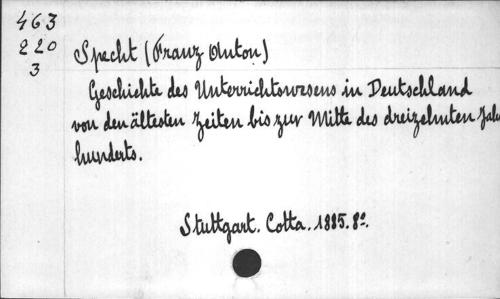 463
220
3
Specht (Franz Anton)
Geschichte des Unterrichtswesens in Deutschland
von den ältesten Zeiten bis zur Mitte des dreizehnten Jahr
hunderts.
Stuttgart. Cotta. 1885. 8º.